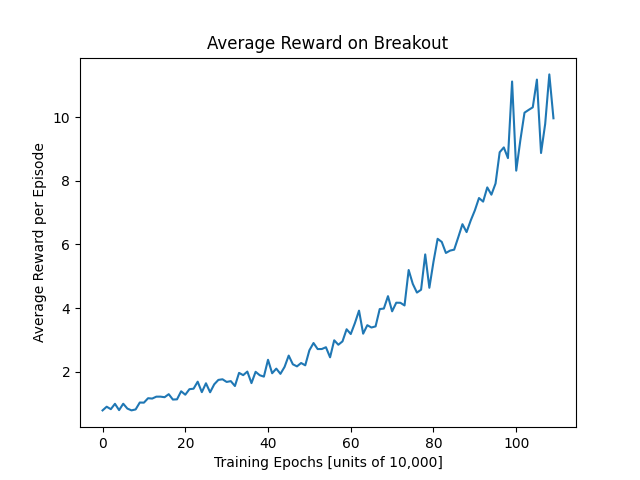 Average Reward on Breakout
10
8
6
4
2
Average Reward per Episode
0 20 40 60 80 100
Training Epochs [units of 10,000]